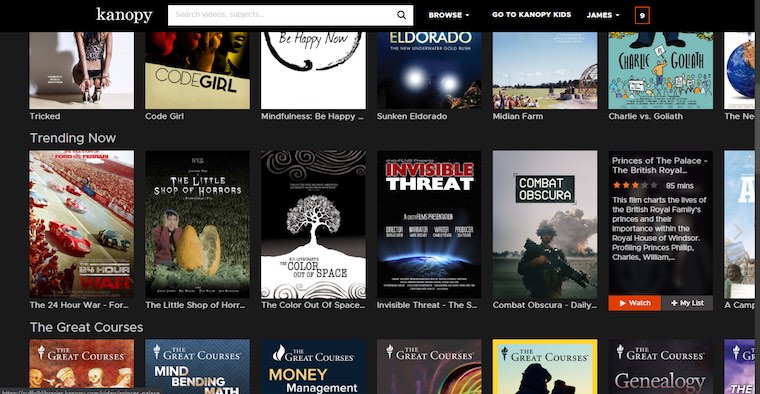 kanopy
Search videos, subjects...
BROWSE
GO TO KANOPY KIDS
JAMES
9
CODEGIRL
Be Happy Now
ELDORADO
THE NEW UNDERWATER GOLD RUSH
CHARLIE vs. GOLIATH
Tricked
Code Girl
Mindfulness: Be Happy ...
Sunken Eldorado
Midian Farm
Charlie vs. Goliath
The Ne
Trending Now
FORD v. FERRARI
24 HOUR
WAR
THE LITTLE
SHOP OF HORRORS
H.P. LOVECRAFT'S
THE COLOR
OUT OF SPACE
INVISIBLE
THREAT
COMBAT
OBSCURA
Princes of The Palace -
The British Royal...
85 mins
This film charts the lives of
the British Royal Family's
princes and their
importance within the
Royal House of Windsor.
Profiling Princes Phillip,
Charles, William,...
Watch
+ My List
The 24 Hour War - For...
The Little Shop of Horr...
The Color Out Of Space...
Invisible Threat - The S...
Combat Obscura - Daily...
A Camp
The Great Courses
THE GREAT COURSES
THE GREAT COURSES
MIND
BENDING
MATH
THE GREAT COURSES
MONEY
Management
THE GREAT COURSES
THE GREAT COURSES
THE GREAT COURSES
Genealogy
THE
GR